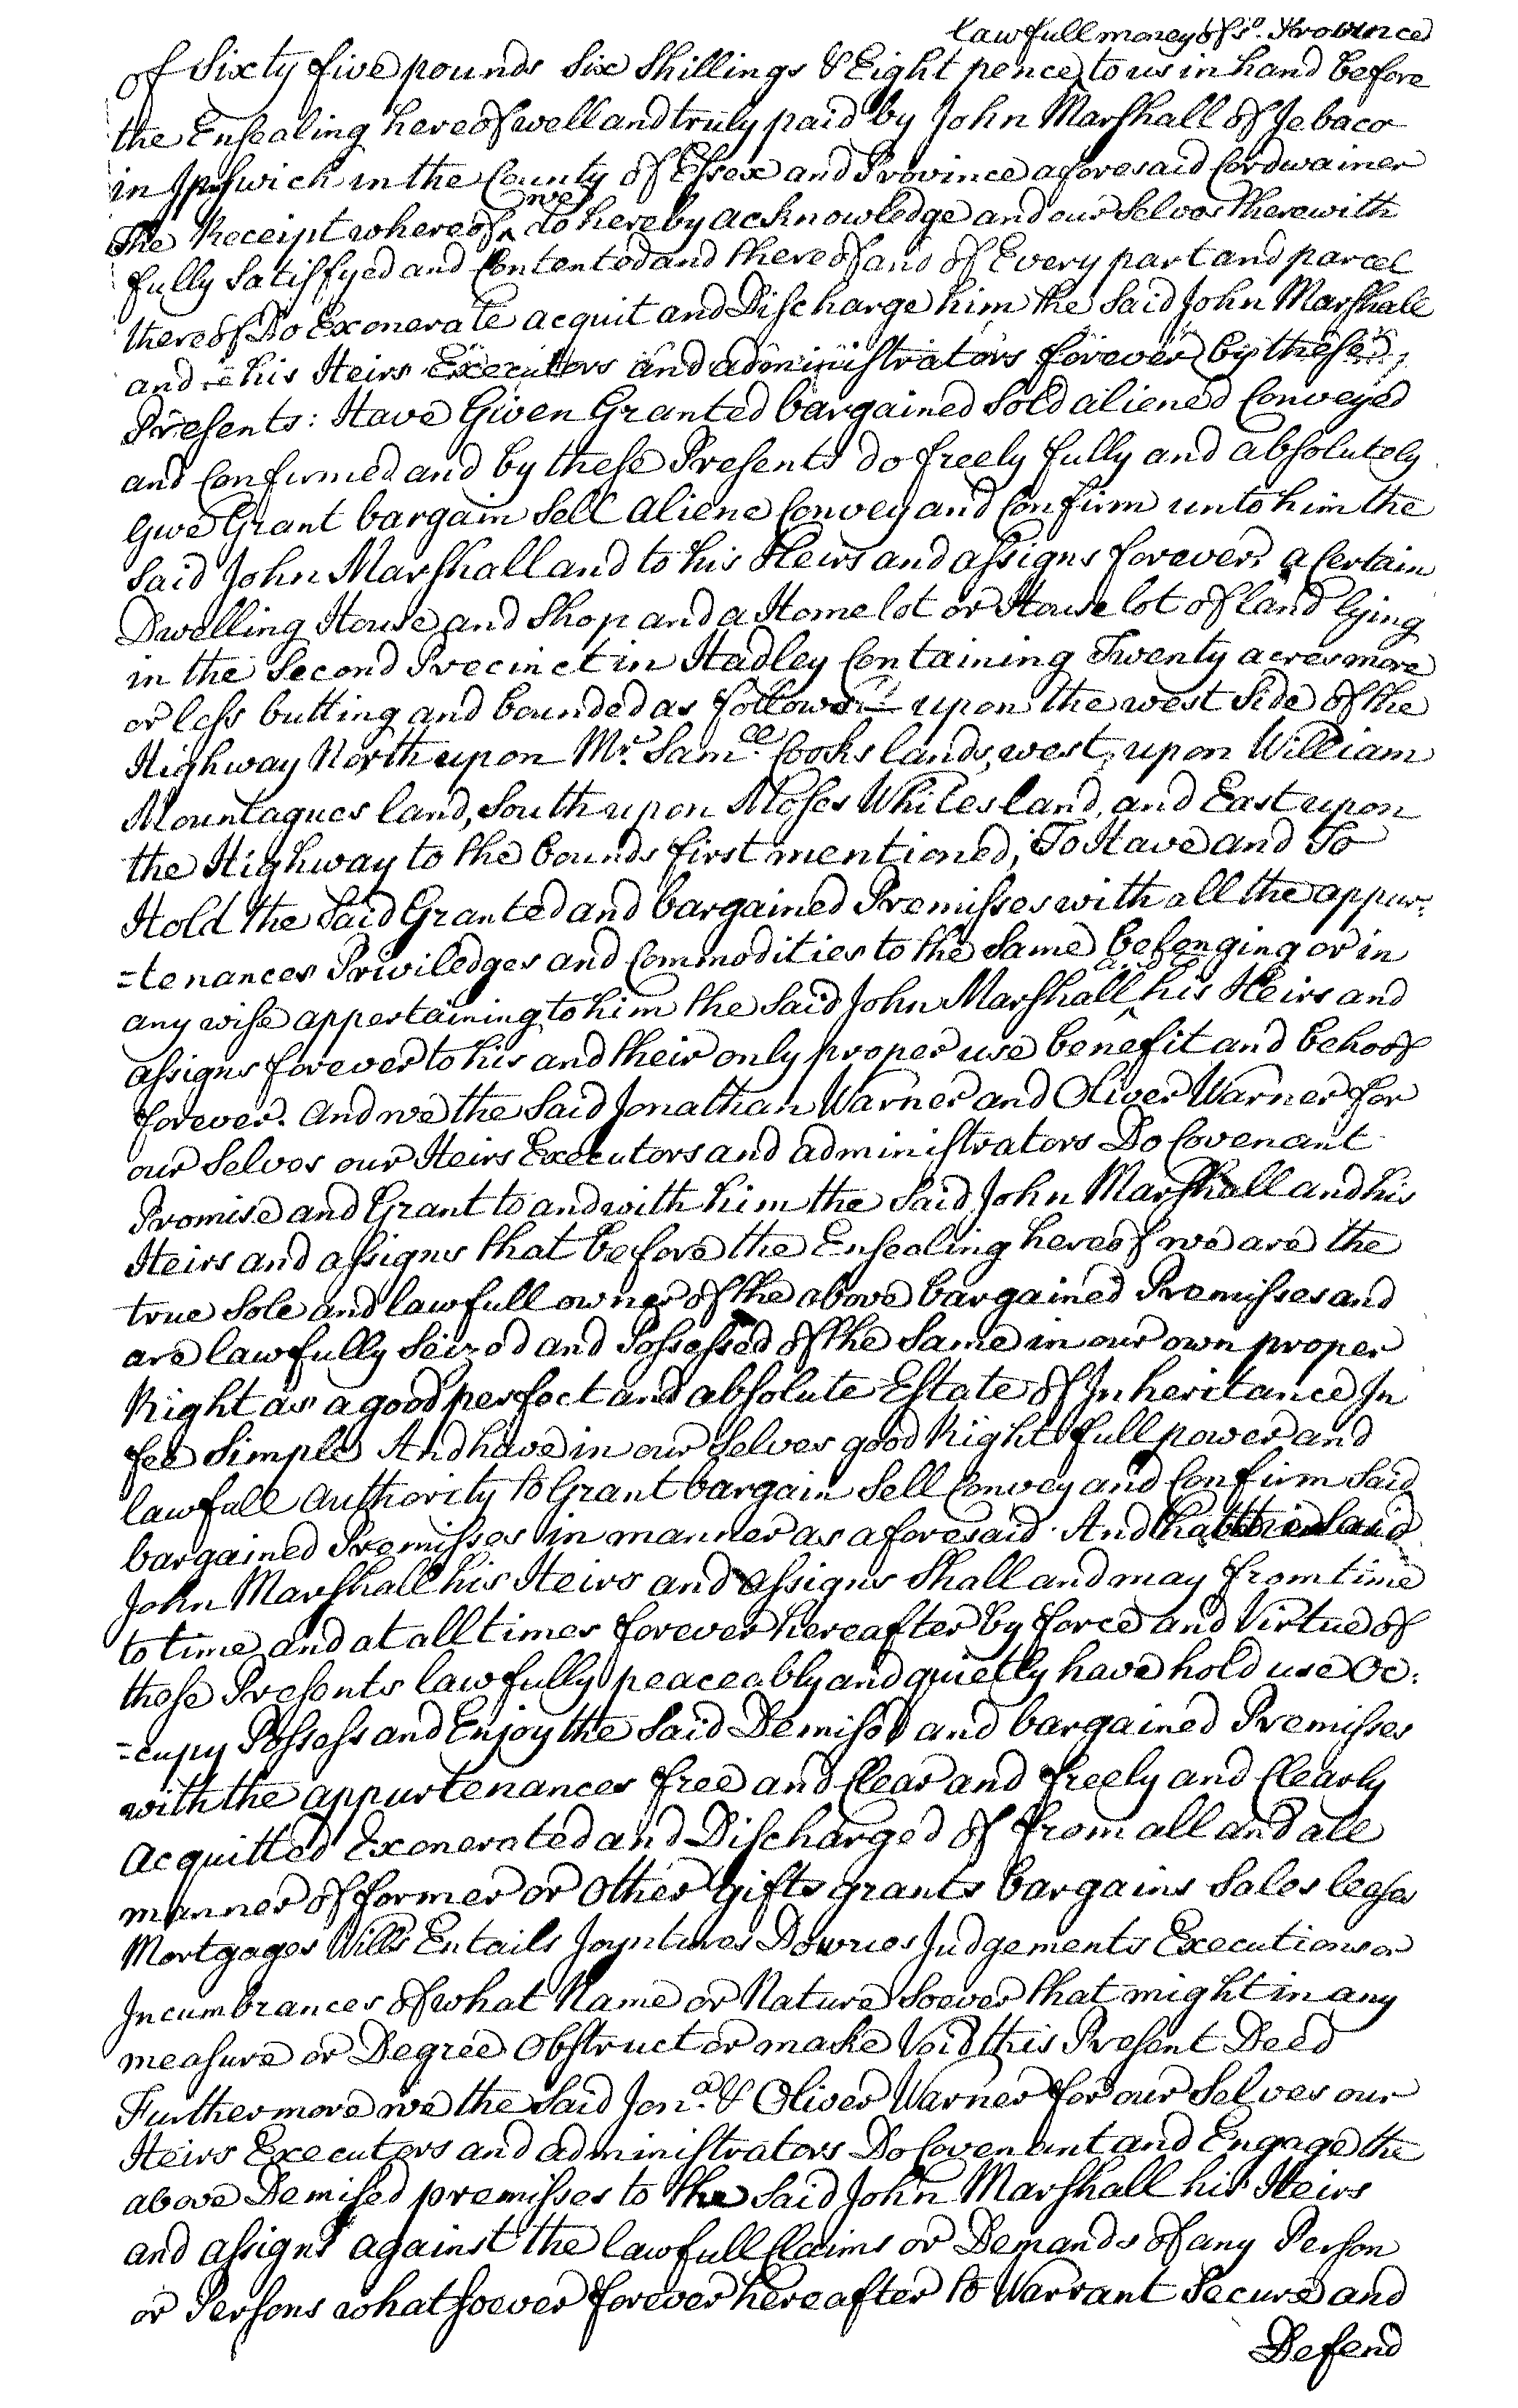 lawfull money of sd. Province
of Sixty five pounds Six Shillings & Eight pence to us in hand before
the Ensealing hereof well and truly paid by John Marshall of Jebaco
in Ipswich in the County of Essex and Province aforesaid Cordwainer
we
The Receipt whereof ‸ do hereby acknowledge and our Selves Therewith
fully Satisfyed and Contented and thereof and of Every part and parcel
thereof Do Exonerate acquit and Discharge him the Said John Marshall
and his Heirs Executors and administrators forever by these
Presents: Have Given Granted bargained Sold aliened Conveyed
and Confirmed and by these Presents do freely fully and absolutely
Give Grant bargain Sell aliene Convey and Confirm unto him the
Said John Marshall and to his Heirs and assigns forever, a Certain
Dwelling House and Shop and a Homelot or House lot of land lying
in the Second Precinct in Hadley Containing Twenty acres more
or less butting and bounded as follows upon the west Side of the
Highway North upon Mr. Samll. Cooks lands, west, upon William
Mountagues land, South upon Moses Whites land, and East upon
the Highway to the bounds first mentioned; To Have and To
Hold the Said Granted and bargained Premisses with all the appur:
=tenances Priviledges and Commodities to the Same belonging or in
and
any wise appertaining to him the Said John Marshall ‸ his Heirs and
assigns forever to his and their only proper use benefit and behoof
forever. And we the Said Jonathan Warner and Oliver Warner for
our Selves our Heirs Executors and administrators Do Covenant
Promise and Grant to and with him the Said John Marshall and his
Heirs and assigns that before the Ensealing hereof we are the
true Sole and lawfull owner of the above bargained Premisses and
are lawfully Seized and Possessed of the Same in our own proper
Right as a good perfect and absolute Estate of Inheritance In
fee Simple And have in our Selves good Right full power and
lawfull Authority to Grant bargain Sell Convey and Confirm Said
bargained Premisses in manner as aforesaid. And that the Said
John Marshall his Heirs and assigns Shall and may from time
to time and at all times forever hereafter by force and Virtue of
these Presents lawfully peaceably and quietly have hold use Oc:
=cupy Possess and Enjoy the Said Demised and bargained Premisses
with the appurtenances free and Clear and freely and Clearly
Acquitted Exonerated and Discharged of from all and all
manner of former or other Gifts grants bargains Sales leases
Mortgages Wills Entails Joyntures Dowries Judgements Executions or
Incumbrances of what Name or Nature Soever that might in any
measure or Degree Obstruct or make Void this Present Deed
Furthermore we the Said Jona. & Oliver Warner for our Selves our
Heirs Executors and administrators Do Covenant and Engage the
above Demised premisses to the Said John Marshall his Heirs
and assigns against the lawfull Claims or Demands of any Person
or Persons whatsoever forever hereafter to Warrant Secure and
Defend